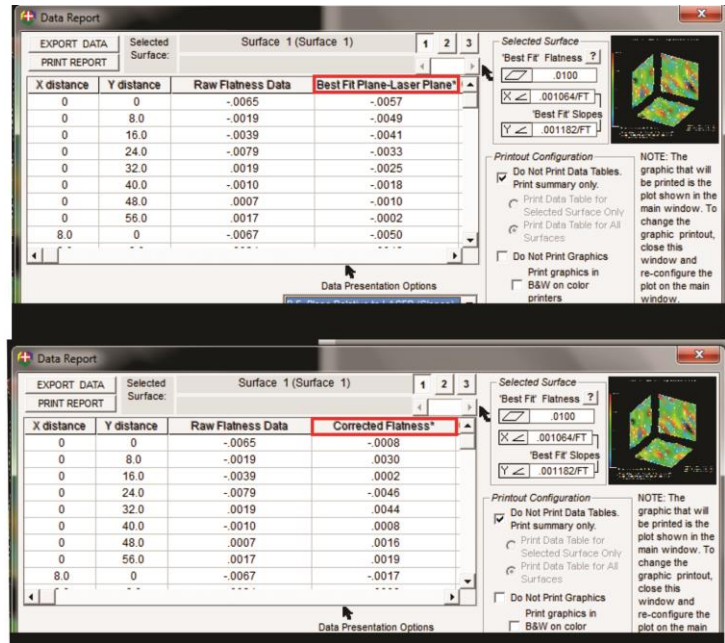 Data Report
EXPORT DATA
PRINT REPORT
Selected Surface:
Surface 1 (Surface 1)
1 2 3
X distance Y distance Raw Flatness Data Best Fit Plane-Laser Plane*
0 0 -.0065 -.0057
0 8.0 -.0019 -.0049
0 16.0 -.0039 -.0041
0 24.0 -.0079 -.0033
0 32.0 .0019 -.0025
0 40.0 -.0010 -.0018
0 48.0 .0007 -.0010
0 56.0 .0017 -.0002
8.0 0 -.0067 -.0050
Data Presentation Options
Selected Surface
'Best Fit' Flatness ?
.0100
X .001064/FT
'Best Fit' Slopes
Y .001182/FT
Printout Configuration
Do Not Print Data Tables.
Print summary only.
Print Data Table for
Selected Surface Only
Print Data Table for All
Surfaces
Do Not Print Graphics
Print graphics in
B&W on color
printers
NOTE: The
graphic that will
be printed is the
plot shown in the
main window. To
change the
graphic printout,
close this
window and
re-configure the
plot on the main
window.
Data Report
EXPORT DATA
PRINT REPORT
Selected Surface:
Surface 1 (Surface 1)
1 2 3
X distance Y distance Raw Flatness Data Corrected Flatness*
0 0 -.0065 -.0008
0 8.0 -.0019 .0030
0 16.0 -.0039 .0002
0 24.0 -.0079 -.0046
0 32.0 .0019 .0044
0 40.0 -.0010 .0008
0 48.0 .0007 .0016
0 56.0 .0017 .0019
8.0 0 -.0067 -.0017
Data Presentation Options
Selected Surface
'Best Fit' Flatness ?
.0100
X .001064/FT
'Best Fit' Slopes
Y .001182/FT
Printout Configuration
Do Not Print Data Tables.
Print summary only.
Print Data Table for
Selected Surface Only
Print Data Table for All
Surfaces
Do Not Print Graphics
Print graphics in
B&W on color
NOTE: The
graphic that will
be printed is the
plot shown in the
main window. To
change the
graphic printout,
close this
window and
re-configure the
plot on the main